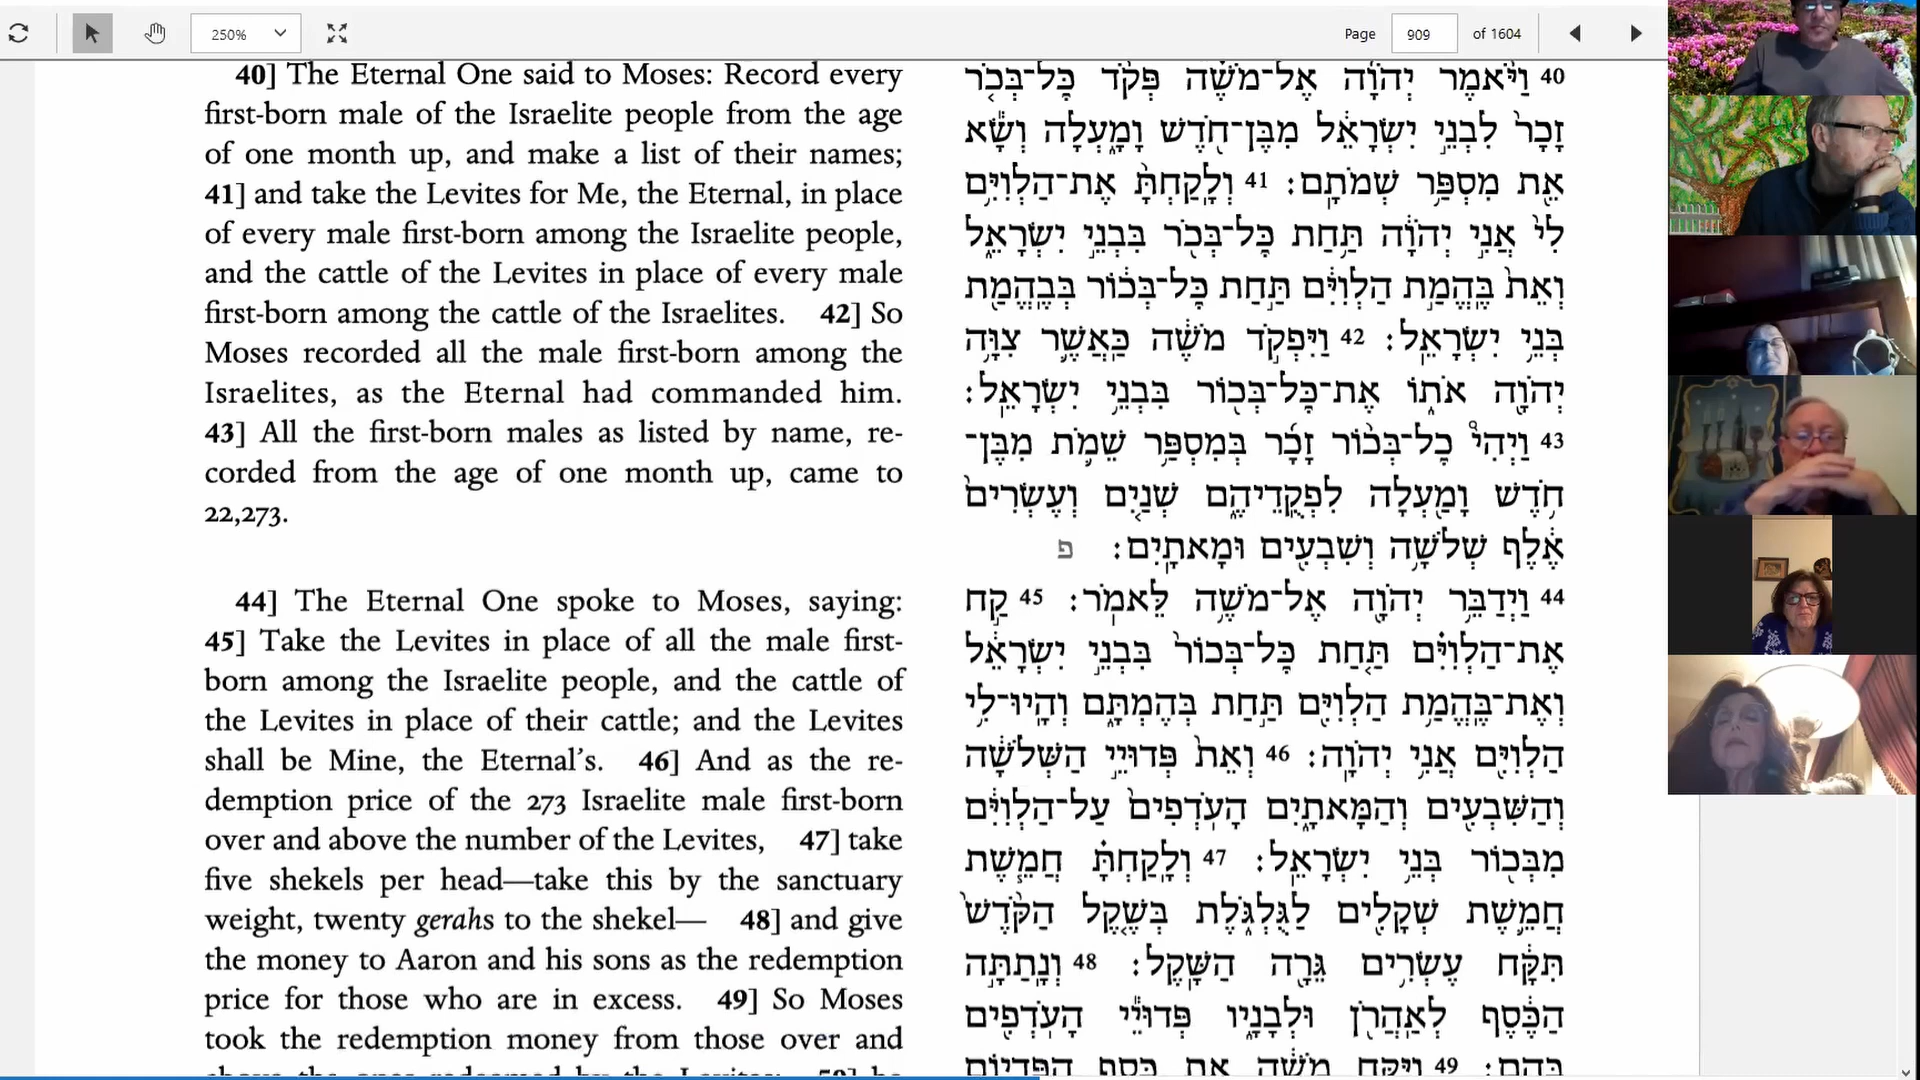 250%
Page 909 of 1604
40] The Eternal One said to Moses: Record every
first-born male of the Israelite people from the age
of one month up, and make a list of their names;
41] and take the Levites for Me, the Eternal, in place
of every male first-born among the Israelite people,
and the cattle of the Levites in place of every male
first-born among the cattle of the Israelites. 42] So
Moses recorded all the male first-born among the
Israelites, as the Eternal had commanded him.
43] All the first-born males as listed by name, re-
corded from the age of one month up, came to
22,273.
44] The Eternal One spoke to Moses, saying:
45] Take the Levites in place of all the male first-
born among the Israelite people, and the cattle of
the Levites in place of their cattle; and the Levites
shall be Mine, the Eternal’s. 46] And as the re-
demption price of the 273 Israelite male first-born
over and above the number of the Levites, 47] take
five shekels per head—take this by the sanctuary
weight, twenty gerahs to the shekel— 48] and give
the money to Aaron and his sons as the redemption
price for those who are in excess. 49] So Moses
took the redemption money from those over and
40 וַיֹּ֨אמֶר יְהֹוָ֜ה אֶל־מֹשֶׁ֗ה פְּקֹ֨ד כׇּל־בְּכֹ֤ר
זָכָר֙ לִבְנֵ֣י יִשְׂרָאֵ֔ל מִבֶּן־חֹ֖דֶשׁ וָמָ֑עְלָה וְשָׂ֕א
אֵ֖ת מִסְפַּ֥ר שְׁמֹתָֽם׃ 41 וְלָקַחְתָּ֨ אֶת־הַלְוִיִּ֥ם
לִי֙ אֲנִ֣י יְהֹוָ֔ה תַּ֥חַת כׇּל־בְּכֹ֖ר בִּבְנֵ֣י יִשְׂרָאֵ֑ל
וְאֵת֙ בֶּהֱמַ֣ת הַלְוִיִּ֔ם תַּ֣חַת כׇּל־בְּכ֔וֹר בְּבֶהֱמַ֖ת
בְּנֵ֥י יִשְׂרָאֵֽל׃ 42 וַיִּפְקֹ֣ד מֹשֶׁ֔ה כַּאֲשֶׁ֛ר צִוָּ֥ה
יְהֹוָ֖ה אֹת֑וֹ אֶֽת־כׇּל־בְּכ֖וֹר בִּבְנֵ֥י יִשְׂרָאֵֽל׃
43 וַיְהִי֩ כׇל־בְּכ֨וֹר זָכָ֜ר בְּמִסְפַּ֥ר שֵׁמֹ֛ת מִבֶּן־
חֹ֥דֶשׁ וָמַ֖עְלָה לִפְקֻדֵיהֶ֑ם שְׁנַ֤יִם וְעֶשְׂרִים֙
אֶ֔לֶף שְׁלֹשָׁ֥ה וְשִׁבְעִ֖ים וּמָאתָֽיִם׃ פ
44 וַיְדַבֵּ֥ר יְהֹוָ֖ה אֶל־מֹשֶׁ֥ה לֵּאמֹֽר׃ 45 קַ֣ח
אֶת־הַלְוִיִּ֗ם תַּ֤חַת כׇּל־בְּכוֹר֙ בִּבְנֵ֣י יִשְׂרָאֵ֔ל
וְאֶת־בֶּהֱמַ֥ת הַלְוִיִּ֖ם תַּ֣חַת בְּהֶמְתָּ֑ם וְהָיוּ־לִ֥י
הַלְוִיִּ֖ם אֲנִ֥י יְהֹוָֽה׃ 46 וְאֵת֙ פְּדוּיֵ֣י הַשְּׁלֹשָׁ֔ה
וְהַשִּׁבְעִ֖ים וְהַמָּאתָ֑יִם הָעֹֽדְפִים֙ עַל־הַלְוִיִּ֔ם
מִבְּכ֖וֹר בְּנֵ֥י יִשְׂרָאֵֽל׃ 47 וְלָקַחְתָּ֗ חֲמֵ֧שֶׁת
חֲמֵ֛שֶׁת שְׁקָלִ֖ים לַגֻּלְגֹּ֑לֶת בְּשֶׁ֤קֶל הַקֹּ֙דֶשׁ֙
תִּקָּ֔ח עֶשְׂרִ֥ים גֵּרָ֖ה הַשָּֽׁקֶל׃ 48 וְנָתַתָּ֣ה
הַכֶּ֔סֶף לְאַהֲרֹ֖ן וּלְבָנָ֑יו פְּדוּיֵ֕י הָעֹדְפִ֖ים
בָּהֶֽם׃ 49 וַיִּקַּ֣ח מֹשֶׁ֔ה אֵ֖ת כֶּ֣סֶף הַפִּדְי֑וֹם